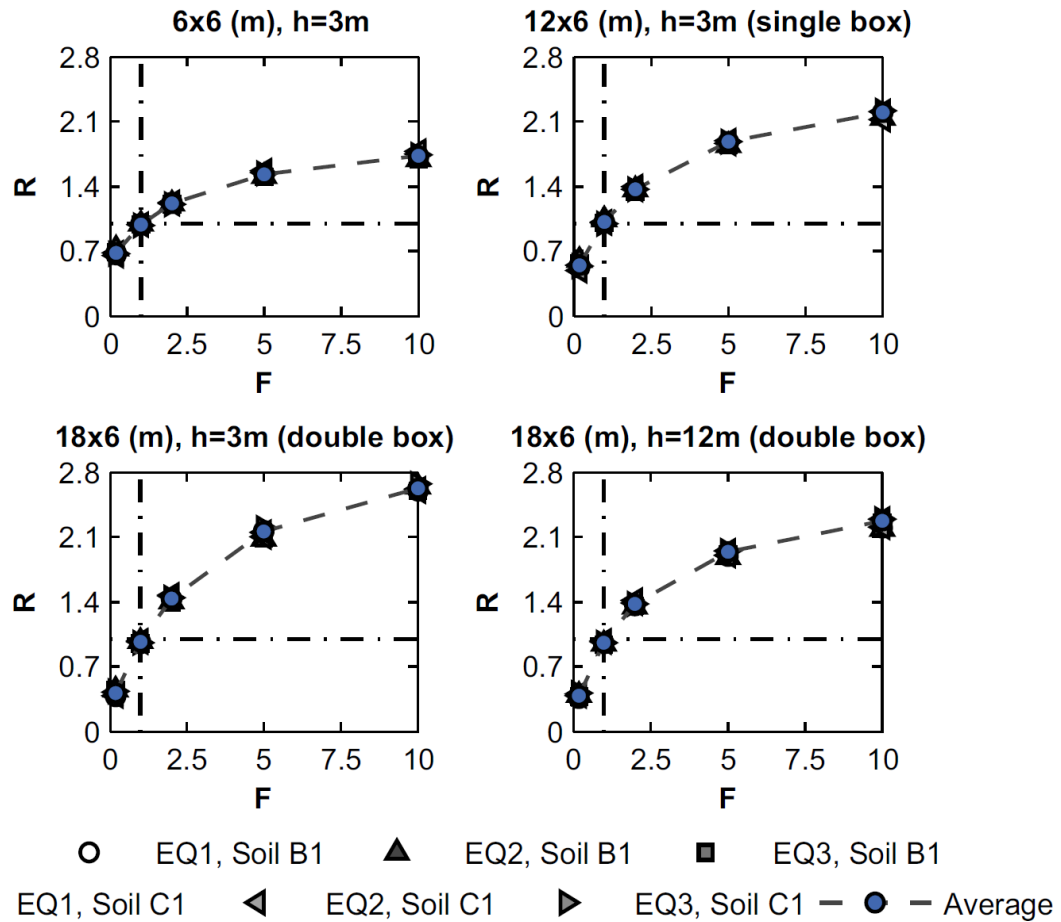 6x6 (m), h=3m
12x6 (m), h=3m (single box)
2.8
2.1
1.4
0.7
0
R
0 2.5 5 7.5 10
F
2.8
2.1
1.4
0.7
0
R
0 2.5 5 7.5 10
F
18x6 (m), h=3m (double box)
18x6 (m), h=12m (double box)
2.8
2.1
1.4
0.7
0
R
0 2.5 5 7.5 10
F
2.8
2.1
1.4
0.7
0
R
0 2.5 5 7.5 10
F
EQ1, Soil B1 EQ2, Soil B1 EQ3, Soil B1
EQ1, Soil C1 EQ2, Soil C1 EQ3, Soil C1 Average